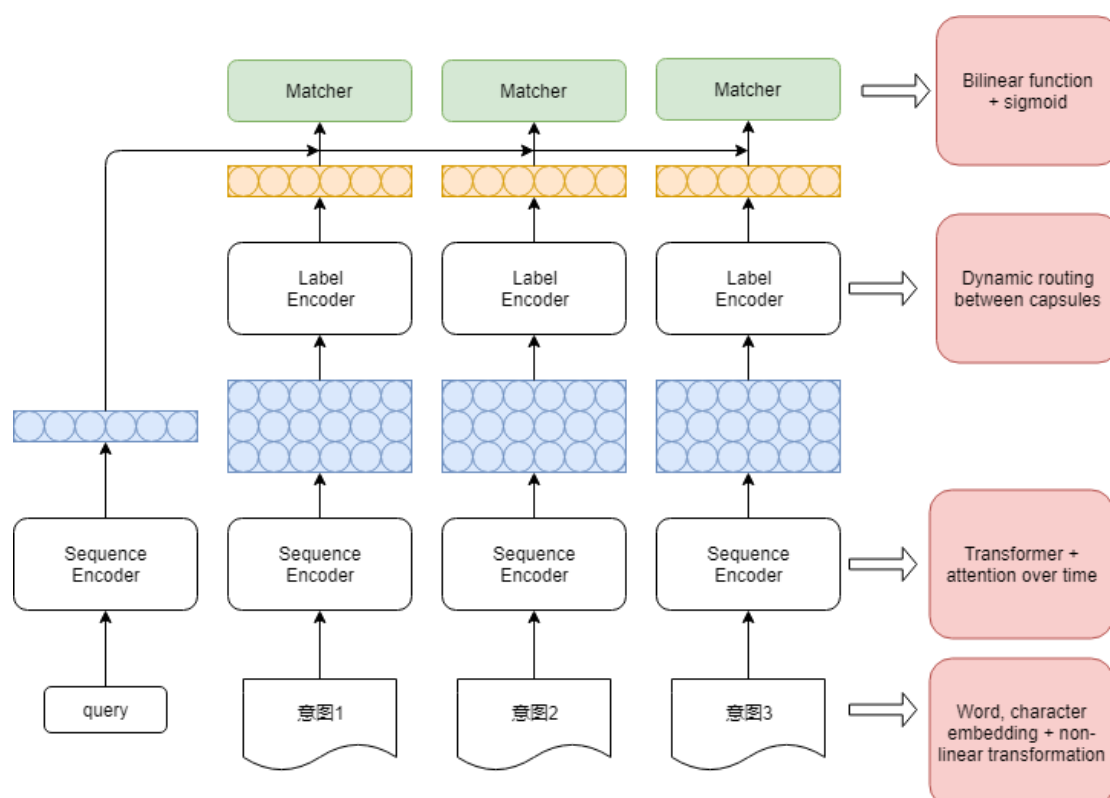 Matcher
Matcher
Matcher
Bilinear function
+ sigmoid
Label
Encoder
Label
Encoder
Label
Encoder
Dynamic routing
between capsules
Sequence
Encoder
Sequence
Encoder
Sequence
Encoder
Sequence
Encoder
Transformer +
attention over time
query
意图1
意图2
意图3
Word, character
embedding + non-
linear transformation